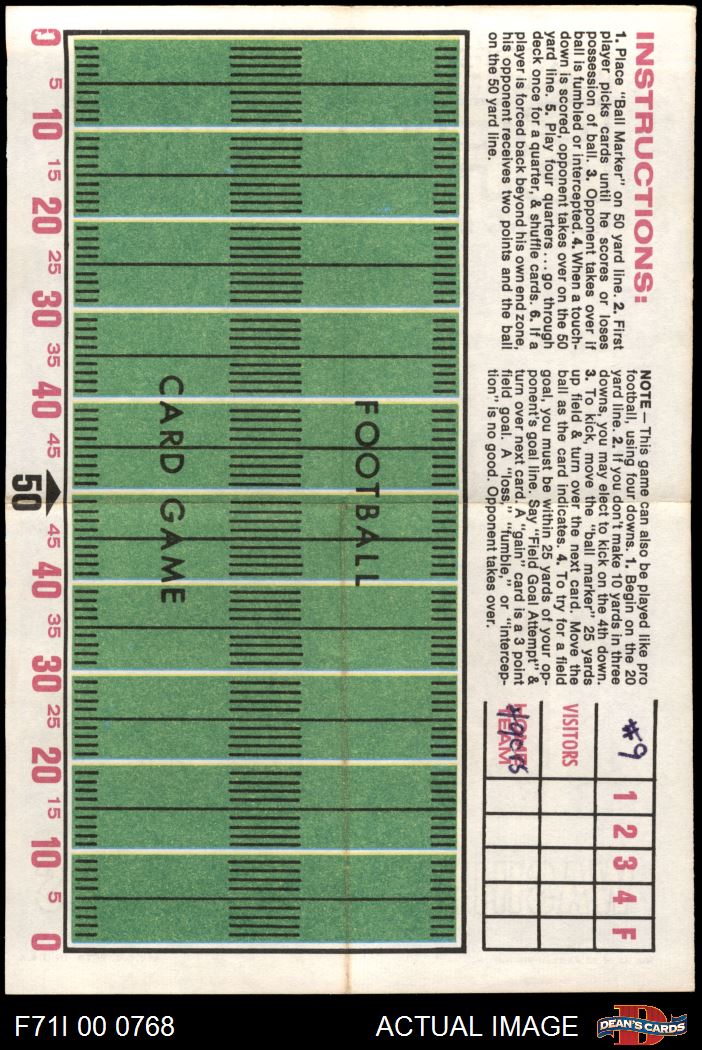 INSTRUCTIONS:
1. Place "Ball Marker" on 50 yard line. 2. First
player picks cards until he scores or loses
possession of ball. 3. Opponent takes over if
ball is fumbled or intercepted. 4. When a touch-
down is scored, opponent takes over on the 50
yard line. 5. Play four quarters . . . go through
deck once for a quarter, & shuffle cards. 6. If a
player is forced back beyond his own end zone,
his opponent receives two points and the ball
on the 50 yard line.
NOTE — This game can also be played like pro
football, using four downs. 1. Begin on the 20
yard line. 2. If you don't make 10 yards in three
downs, you may elect to kick on the 4th down.
3. To kick, move the "ball marker" 25 yards
up field & turn over the next card. Move the
ball as the card indicates. 4. To try for a field
goal, you must be within 25 yards of your op-
ponent's goal line. Say "Field Goal Attempt" &
turn over next card. A "gain" card is a 3 point
field goal. A "loss," "fumble," or "intercep-
tion" is no good. Opponent takes over.
#9 1 2 3 4 F
VISITORS
HOME
TEAM
FOOTBALL
CARD GAME
0 5 10 15 20 25 30 35 40 45 50 45 40 35 30 25 20 15 10 5 0
F71I 00 0768
ACTUAL IMAGE
D
DEAN'S CARDS